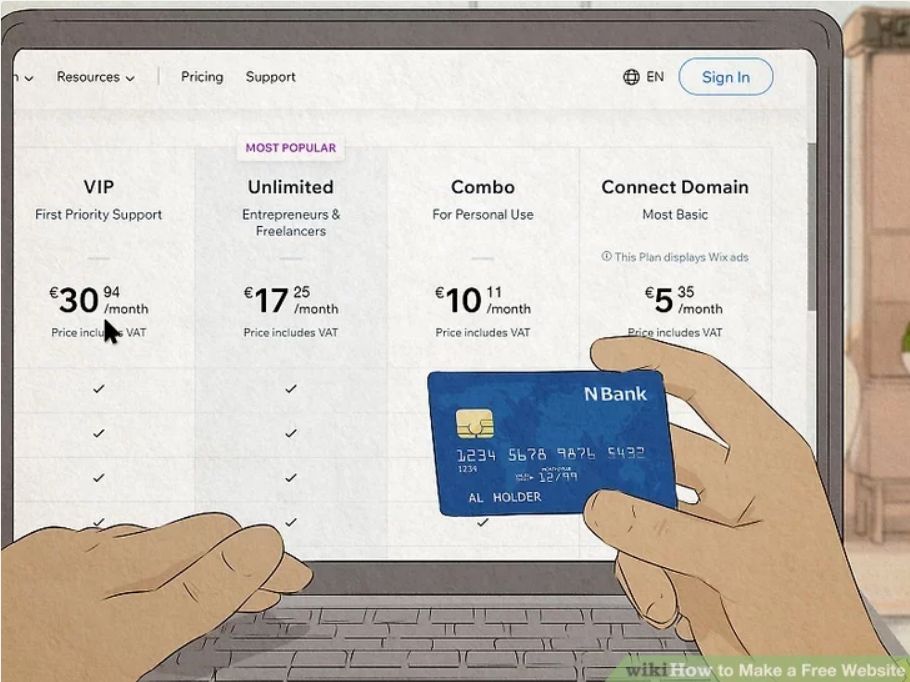 Resources
Pricing
Support
EN
Sign In
MOST POPULAR
VIP
First Priority Support
€30 94 /month
Price includes VAT
Unlimited
Entrepreneurs &
Freelancers
€17 25 /month
Price includes VAT
Combo
For Personal Use
€10 11 /month
Price includes VAT
Connect Domain
Most Basic
This Plan displays Wix ads
€5 35 /month
Price includes VAT
N Bank
1234 5678 9876 5432
1234
12/99
AL HOLDER
wikiHow to Make a Free Website